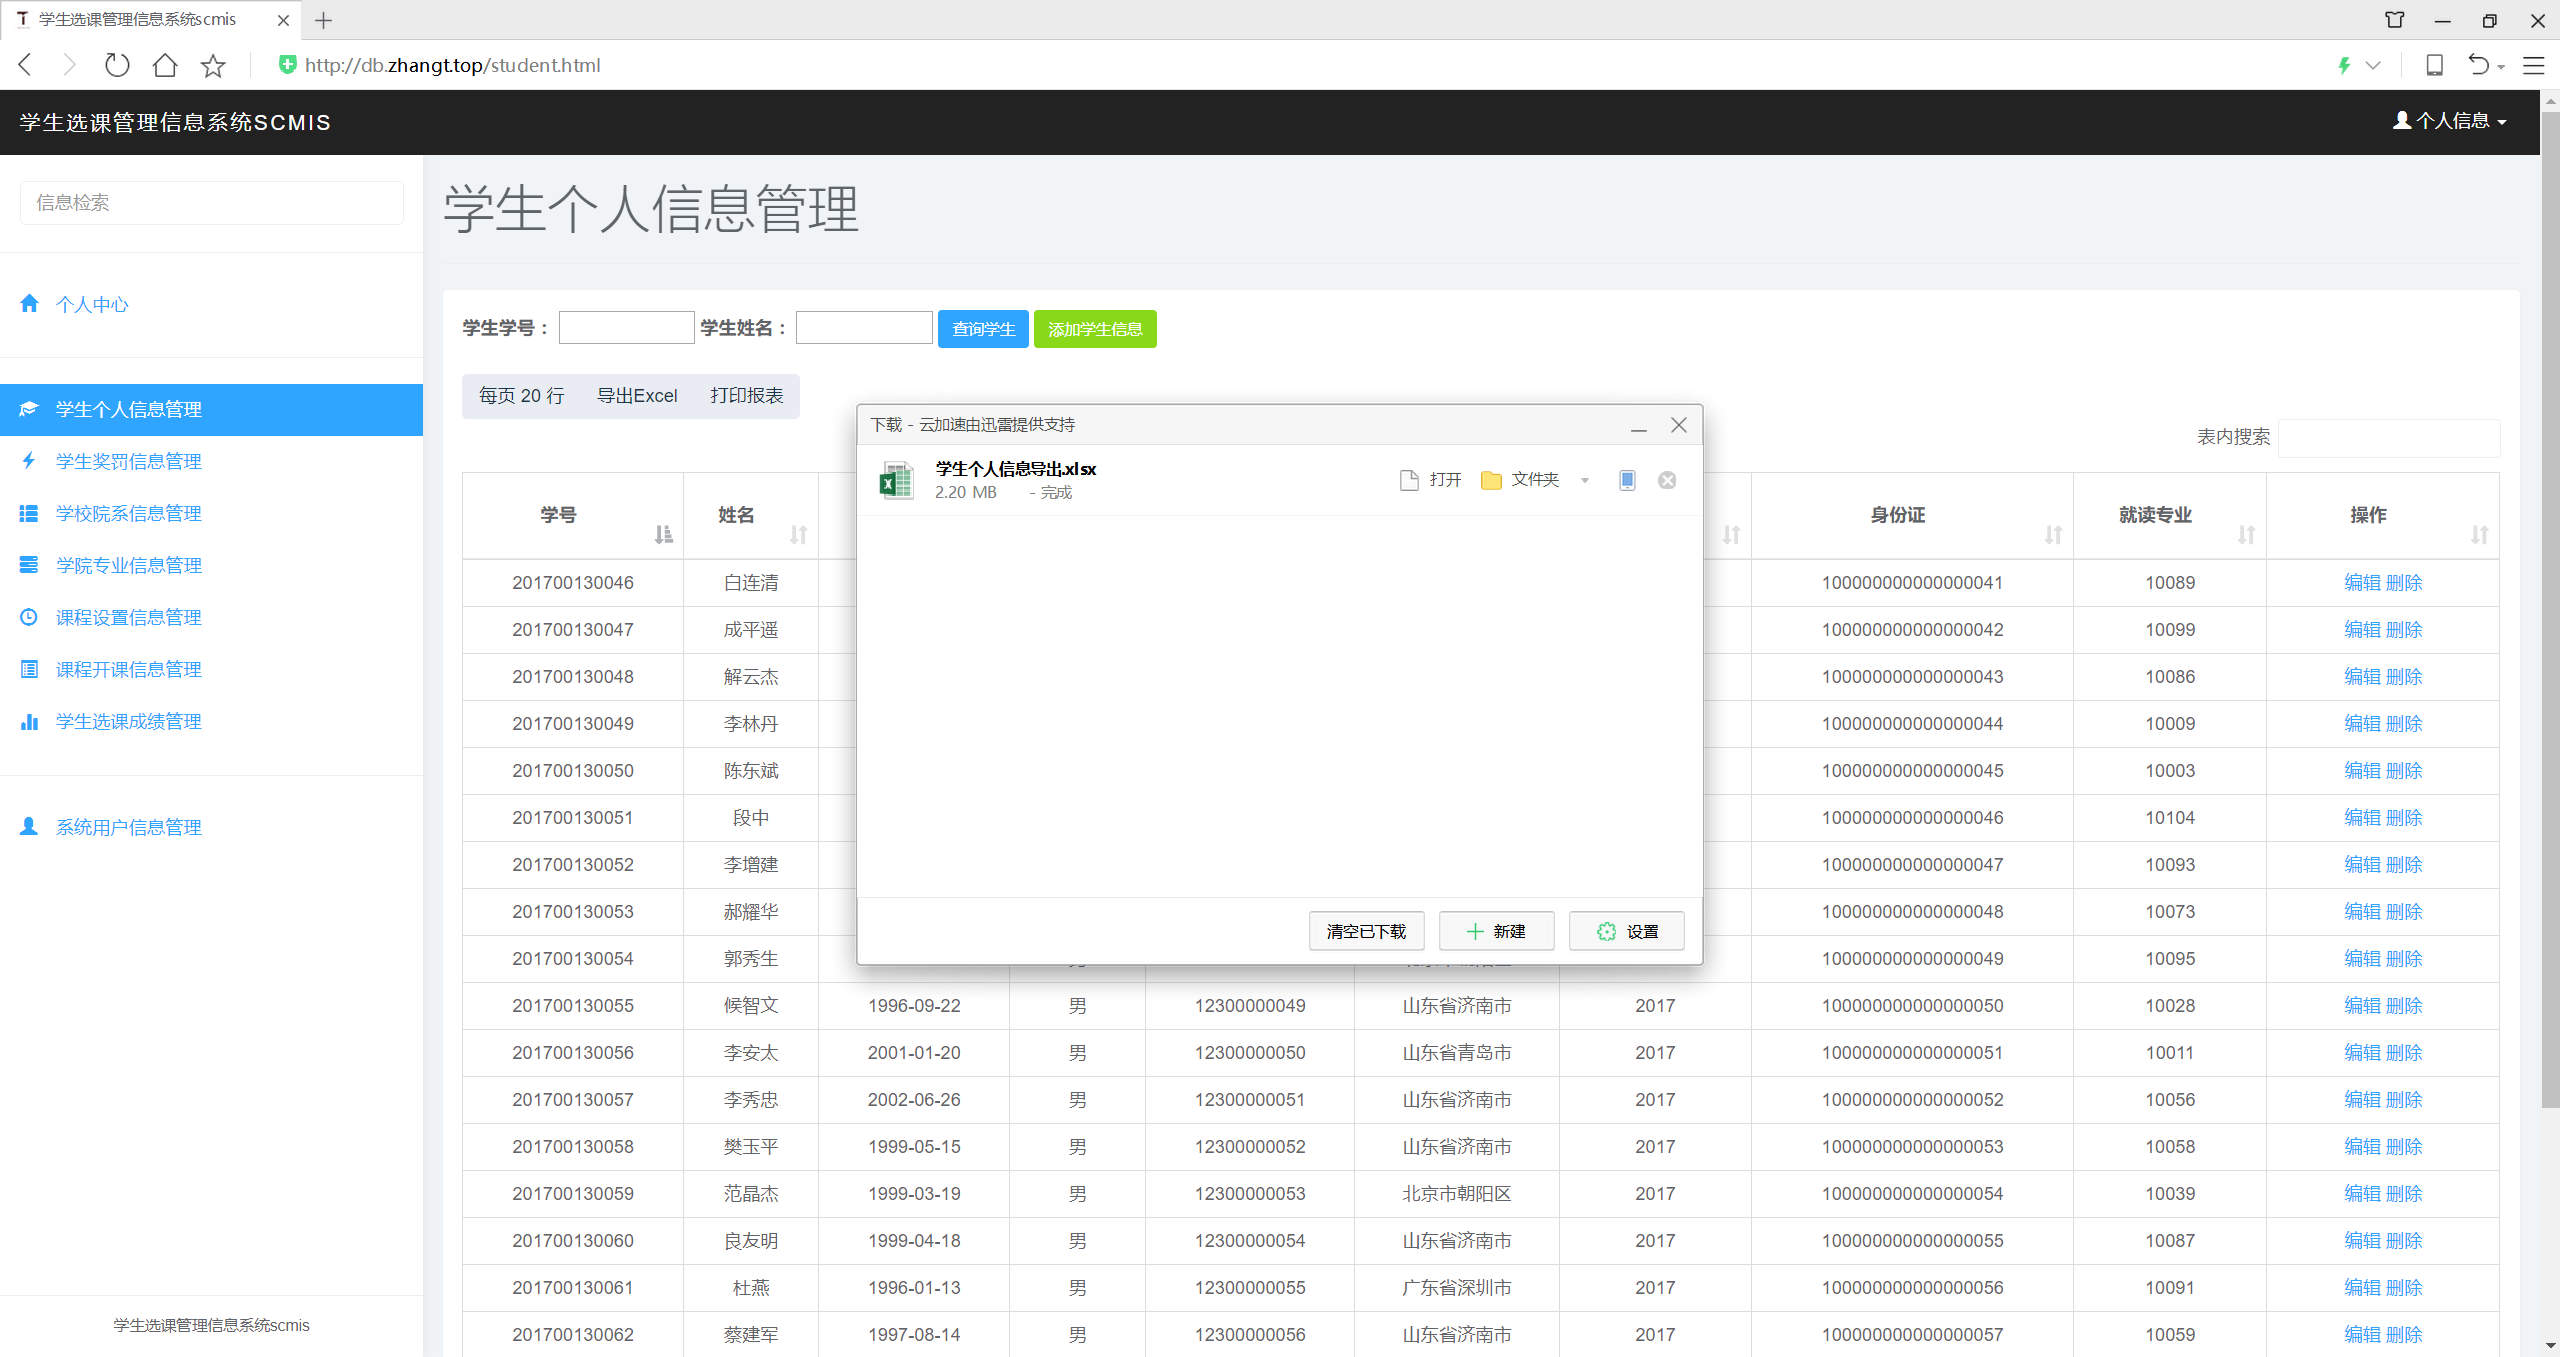 学生选课管理信息系统scmis
http://db.zhangt.top/student.html
学生选课管理信息系统SCMIS
个人信息
信息检索
个人中心
学生个人信息管理
学生奖罚信息管理
学校院系信息管理
学院专业信息管理
课程设置信息管理
课程开课信息管理
学生选课成绩管理
系统用户信息管理
学生选课管理信息系统scmis
学生个人信息管理
学生学号： 学生姓名： 查询学生 添加学生信息
每页 20 行 导出Excel 打印报表
表内搜索
下载 - 云加速由迅雷提供支持
学生个人信息导出.xlsx
2.20 MB - 完成
打开 文件夹
清空已下载 新建 设置
学号 姓名 身份证 就读专业 操作
201700130046 白连清 100000000000000041 10089 编辑 删除
201700130047 成平遥 100000000000000042 10099 编辑 删除
201700130048 解云杰 100000000000000043 10086 编辑 删除
201700130049 李林丹 100000000000000044 10009 编辑 删除
201700130050 陈东斌 100000000000000045 10003 编辑 删除
201700130051 段中 100000000000000046 10104 编辑 删除
201700130052 李增建 100000000000000047 10093 编辑 删除
201700130053 郝耀华 100000000000000048 10073 编辑 删除
201700130054 郭秀生 100000000000000049 10095 编辑 删除
201700130055 候智文 1996-09-22 男 12300000049 山东省济南市 2017 100000000000000050 10028 编辑 删除
201700130056 李安太 2001-01-20 男 12300000050 山东省青岛市 2017 100000000000000051 10011 编辑 删除
201700130057 李秀忠 2002-06-26 男 12300000051 山东省济南市 2017 100000000000000052 10056 编辑 删除
201700130058 樊玉平 1999-05-15 男 12300000052 山东省济南市 2017 100000000000000053 10058 编辑 删除
201700130059 范晶杰 1999-03-19 男 12300000053 北京市朝阳区 2017 100000000000000054 10039 编辑 删除
201700130060 良友明 1999-04-18 男 12300000054 山东省济南市 2017 100000000000000055 10087 编辑 删除
201700130061 杜燕 1996-01-13 男 12300000055 广东省深圳市 2017 100000000000000056 10091 编辑 删除
201700130062 蔡建军 1997-08-14 男 12300000056 山东省济南市 2017 100000000000000057 10059 编辑 删除